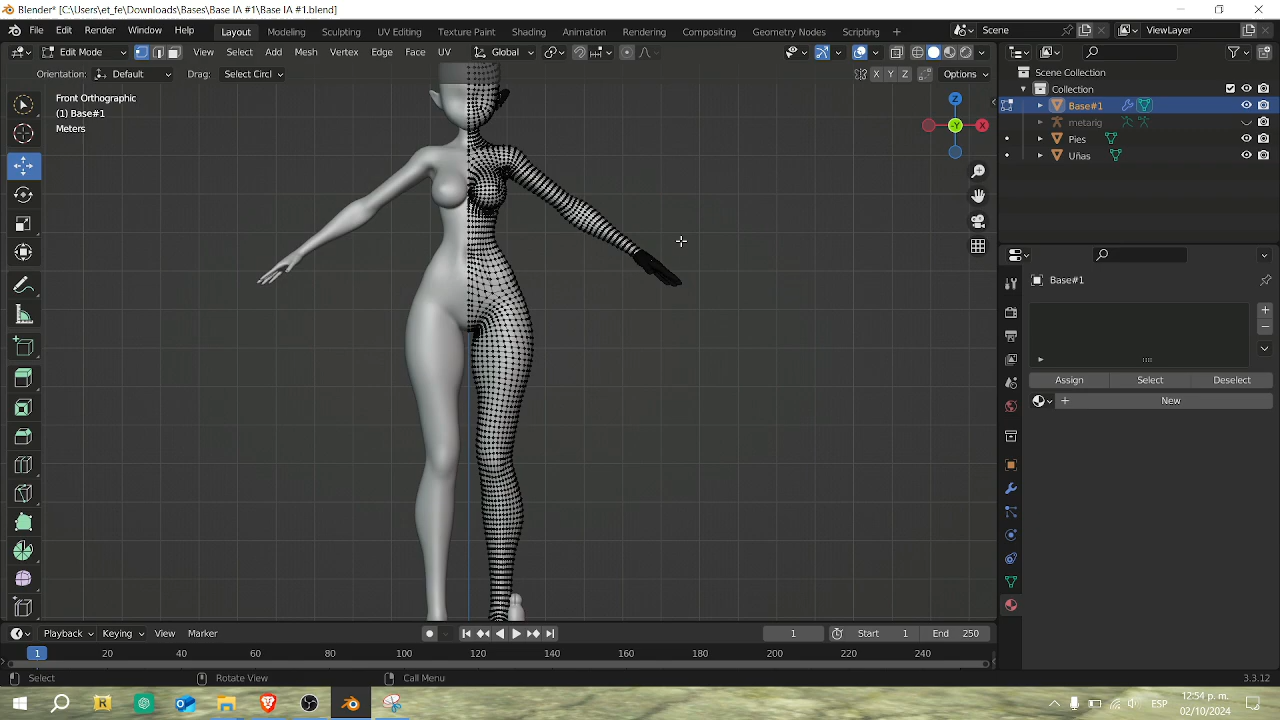 Blender* [C:\Users\et_fe\Downloads\Bases\Base IA #1\Base IA #1.blend]
File Edit Render Window Help Layout Modeling Sculpting UV Editing Texture Paint Shading Animation Rendering Compositing Geometry Nodes Scripting Scene ViewLayer
Edit Mode View Select Add Mesh Vertex Edge Face UV Global
Orientation: Default Drag: Select Circl X Y Z Options
Front Orthographic
(1) Base#1
Meters
Z
X
-Y
Scene Collection
Collection
Base#1
metarig
Pies
Uñas
Base#1
Assign Select Deselect
New
Playback Keying View Marker 1 Start 1 End 250
1 20 40 60 80 100 120 140 160 180 200 220 240
Select Rotate View Call Menu 3.3.12
ESP 12:54 p. m. 02/10/2024